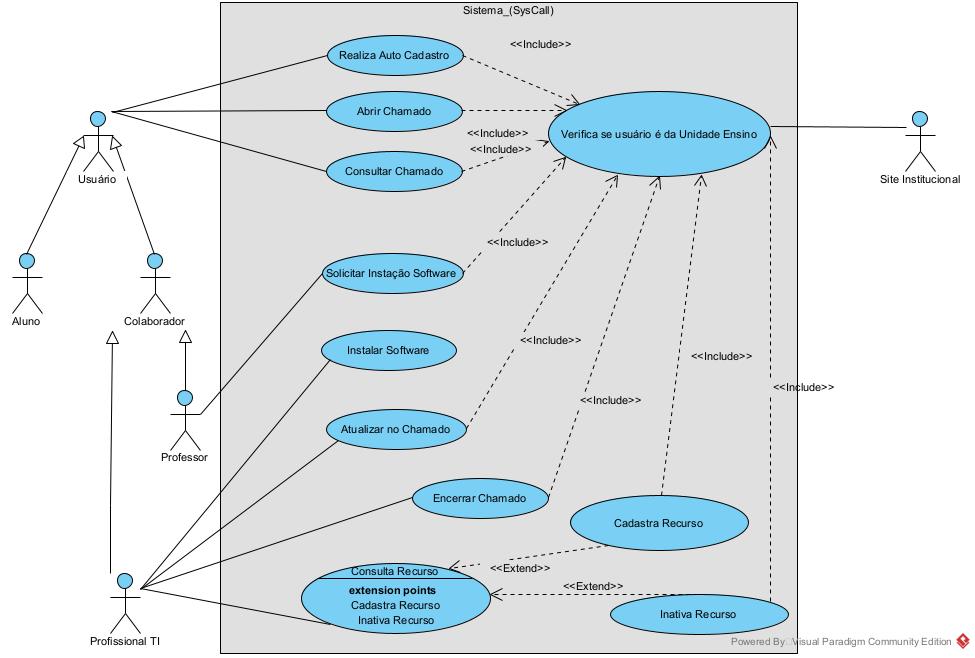 Sistema_(SysCall)
<<Include>>
Realiza Auto Cadastro
Abrir Chamado
<<Include>>
Verifica se usuário é da Unidade Ensino
<<Include>>
Consultar Chamado
Usuário
Site Institucional
<<Include>>
Solicitar Instação Software
Aluno
Colaborador
<<Include>>
Instalar Software
<<Include>>
<<Include>>
<<Include>>
Atualizar no Chamado
Professor
Encerrar Chamado
Cadastra Recurso
<<Extend>>
Consulta Recurso
extension points
Cadastra Recurso
Inativa Recurso
<<Extend>>
Inativa Recurso
Profissional TI
Powered By Visual Paradigm Community Edition